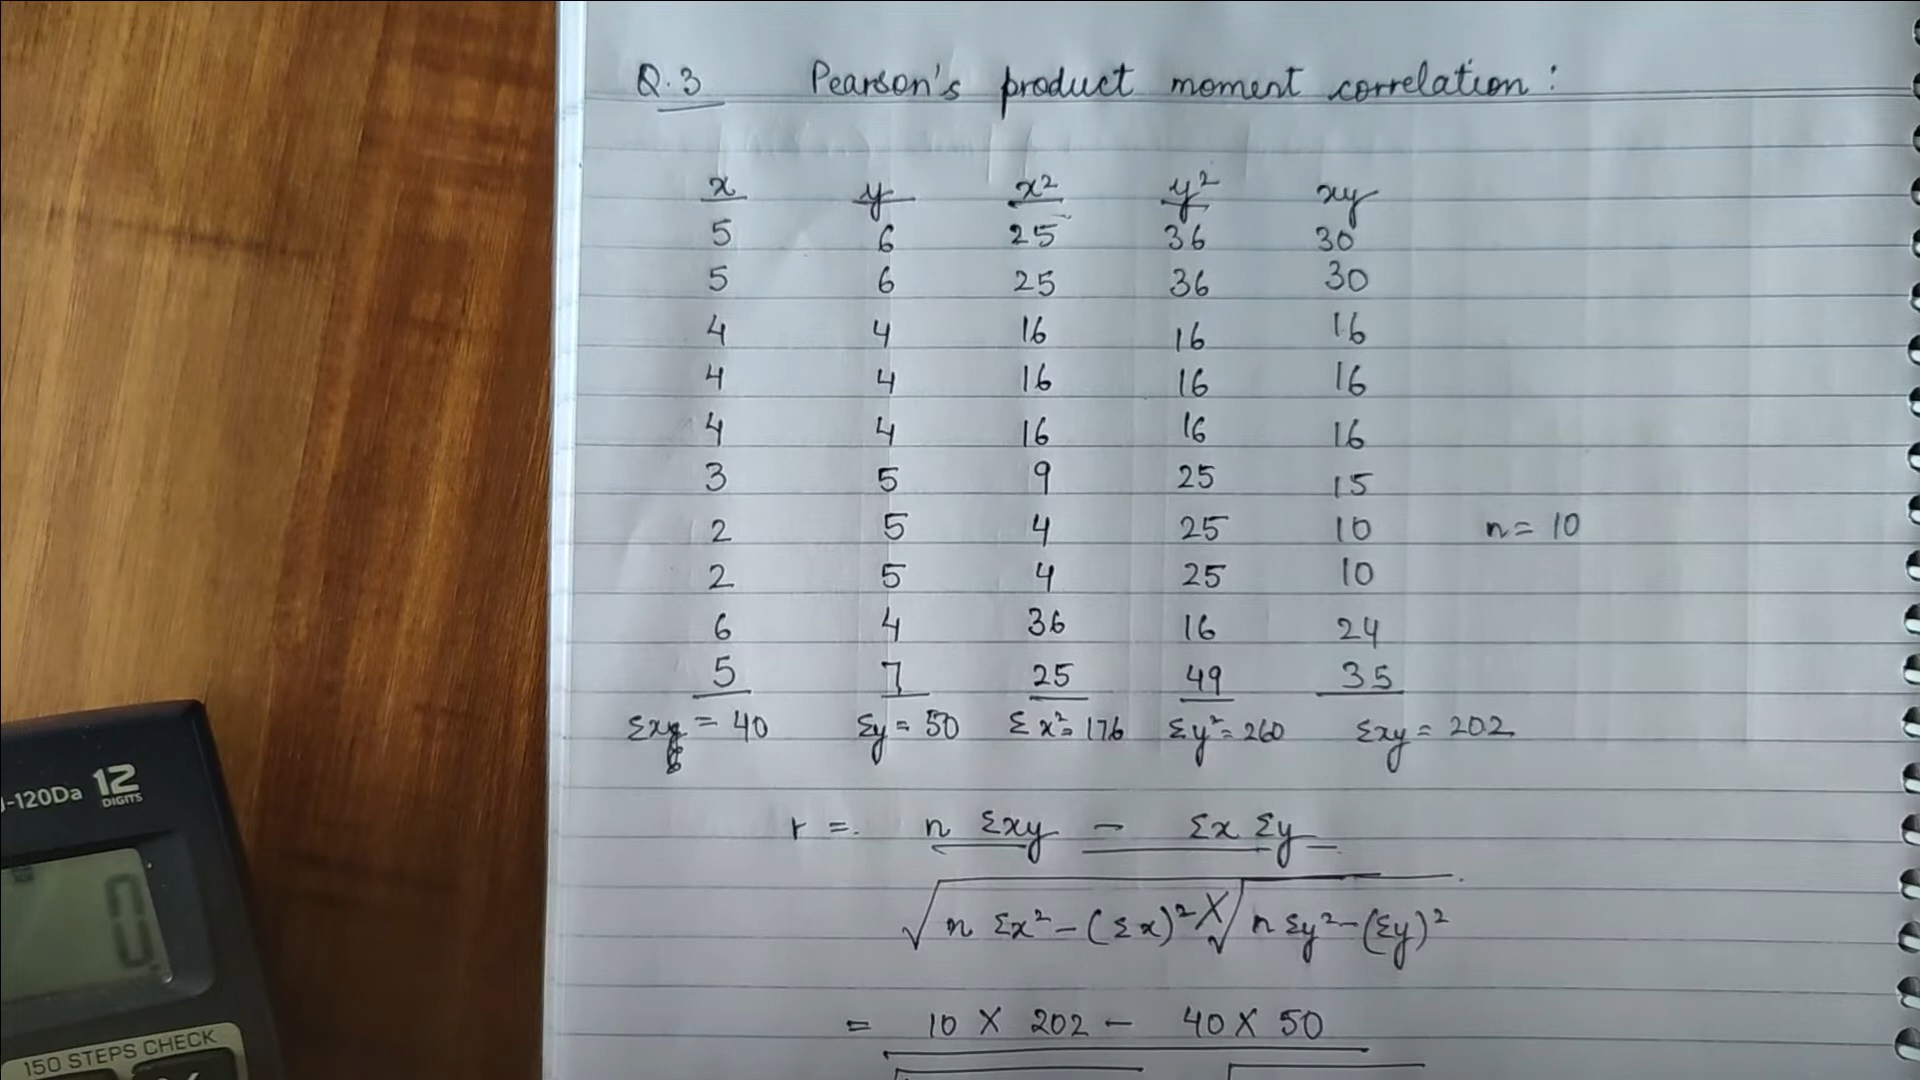 Q.3 Pearson's product moment correlation :
x y x² y² xy
5 6 25 36 30
5 6 25 36 30
4 4 16 16 16
4 4 16 16 16
4 4 16 16 16
3 5 9 25 15
2 5 4 25 10 n = 10
2 5 4 25 10
6 4 36 16 24
5 7 25 49 35
Σxy = 40 Σy = 50 Σx² = 176 Σy² = 260 Σxy = 202
r = n Σxy - Σx Σy
√n Σx² - (Σx)² X √n Σy² - (Σy)²
= 10 X 202 - 40 X 50
-120Da 12
DIGITS
0.
150 STEPS CHECK